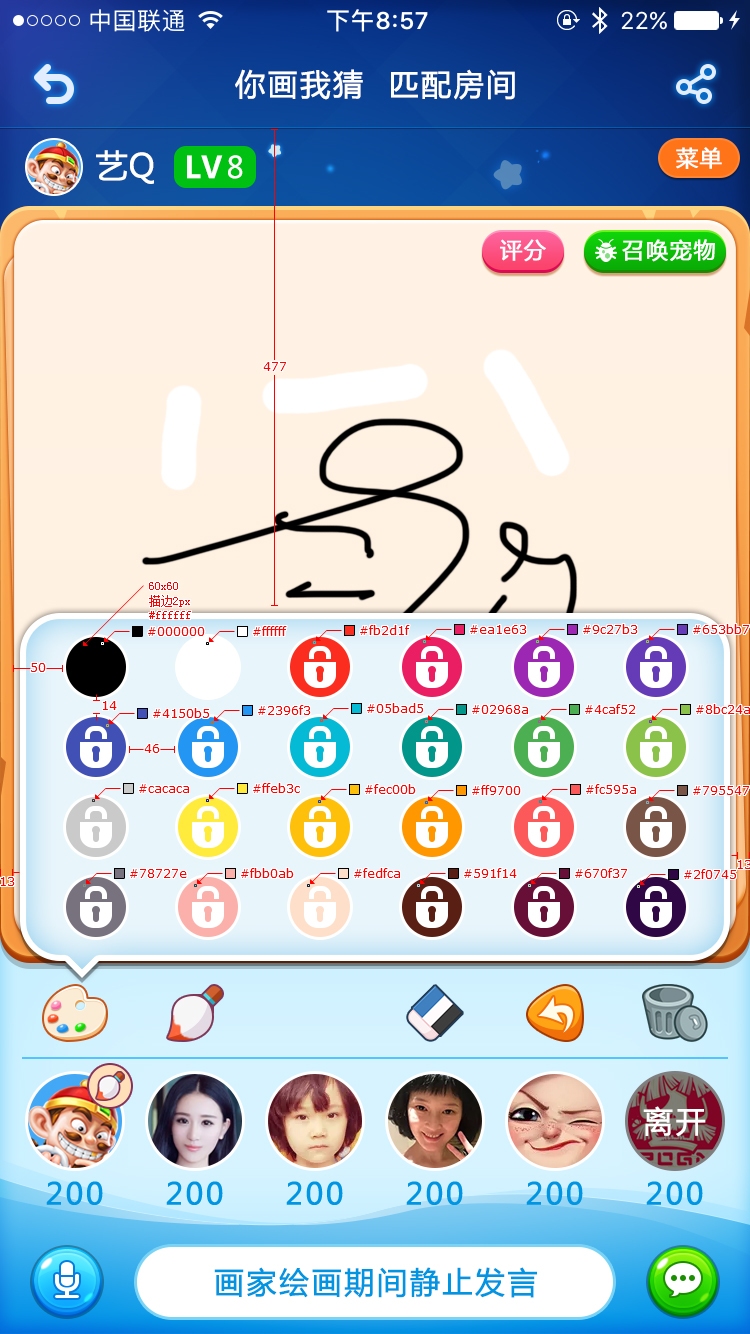 中国联通 下午8:57 22%
你画我猜 匹配房间
艺Q LV8 菜单
评分 召唤宠物
477
60x60
描边2px
#ffffff
#000000 #ffffff #fb2d1f #ea1e63 #9c27b3 #653bb7
50
14
#4150b5 #2396f3 #05bad5 #02968a #4caf52 #8bc24a
46
#cacaca #ffeb3c #fec00b #ff9700 #fc595a #795547
13 13
#78727e #fbb0ab #fedfca #591f14 #670f37 #2f0745
离开
200 200 200 200 200 200
画家绘画期间静止发言